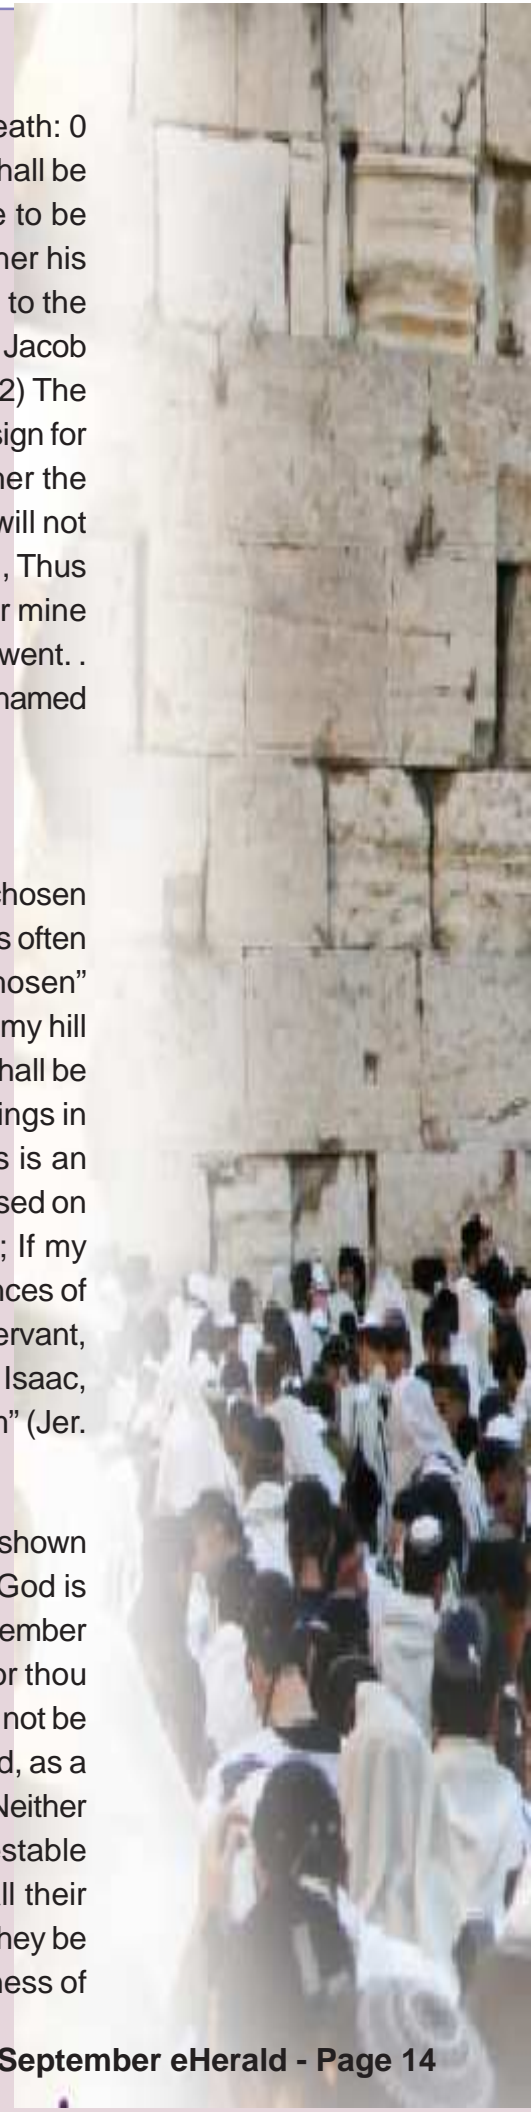 eath: 0
hall be
e to be
ner his
to the
Jacob
2) The
sign for
ner the
will not
, Thus
r mine
went. .
named
chosen
s often
hosen"
my hill
hall be
ings in
s is an
sed on
; If my
nces of
ervant,
Isaac,
n" (Jer.
shown
God is
ember
or thou
not be
d, as a
Neither
stable
ll their
hey be
ness of
September eHerald - Page 14